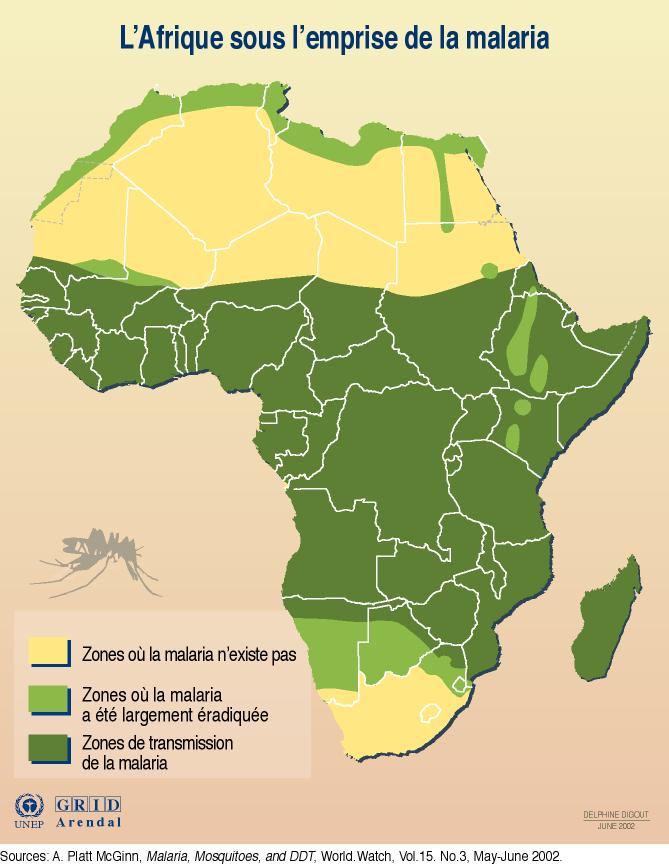 L'Afrique sous l'emprise de la malaria
Zones où la malaria n'existe pas
Zones où la malaria
a été largement éradiquée
Zones de transmission
de la malaria
UNEP
GRID
Arendal
DELPHINE DIGOUT
JUNE 2002
Sources: A. Platt McGinn, Malaria, Mosquitoes, and DDT, World.Watch, Vol.15. No.3, May-June 2002.